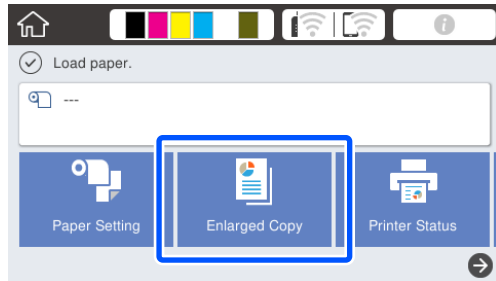 Load paper.
---
Paper Setting
Enlarged Copy
Printer Status